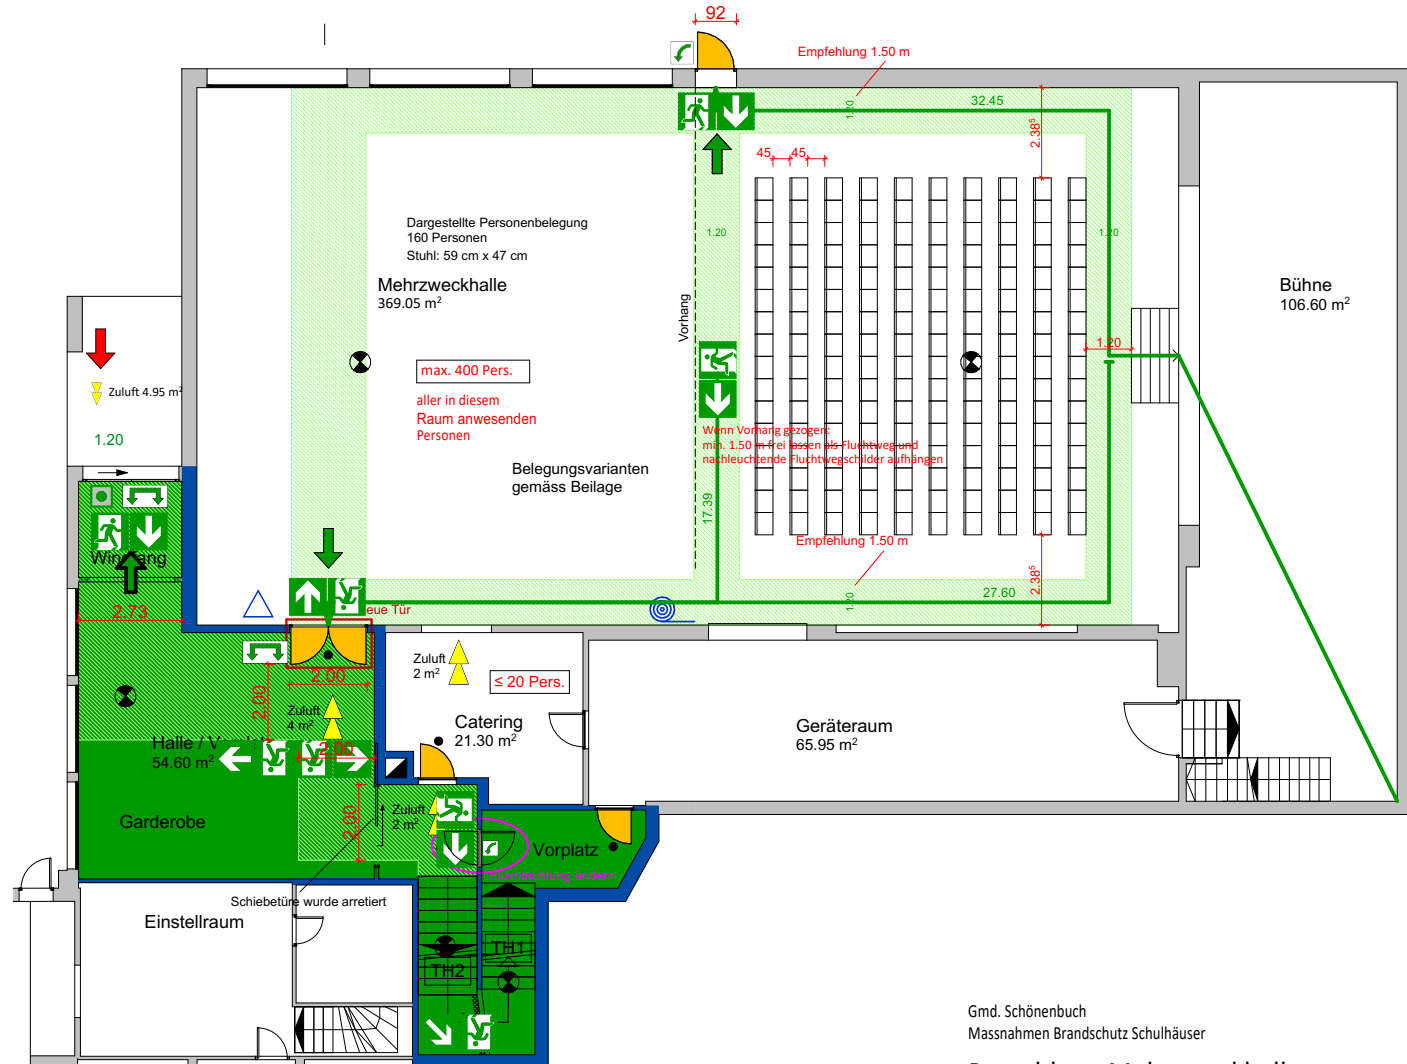 92
Empfehlung 1.50 m
32.45
1.20
2.38⁵
45
45
Dargestellte Personenbelegung
160 Personen
Stuhl: 59 cm x 47 cm
1.20
1.20
Mehrzweckhalle
369.05 m²
Vorhang
Bühne
106.60 m²
1.20
max. 400 Pers.
aller in diesem
Raum anwesenden
Personen
Zuluft 4.95 m²
1.20
Wenn Vorhang gezogen:
min. 1.50 m frei lassen als Fluchtweg und
nachleuchtende Fluchtwegschilder aufhängen
Belegungsvarianten
gemäss Beilage
17.39
Empfehlung 1.50 m
2.38⁵
27.60
1.20
Windfang
2.73
eue Tür
Zuluft
2 m²
≤ 20 Pers.
2.00
2.00
Zuluft
4 m²
Catering
21.30 m²
Geräteraum
65.95 m²
Halle /
54.60 m²
2.00
2.00
Zuluft
2 m²
Garderobe
Vorplatz
Fluchtrichtung ändern
Schiebetüre wurde arretiert
Einstellraum
TH1
TH2
Gmd. Schönenbuch
Massnahmen Brandschutz Schulhäuser